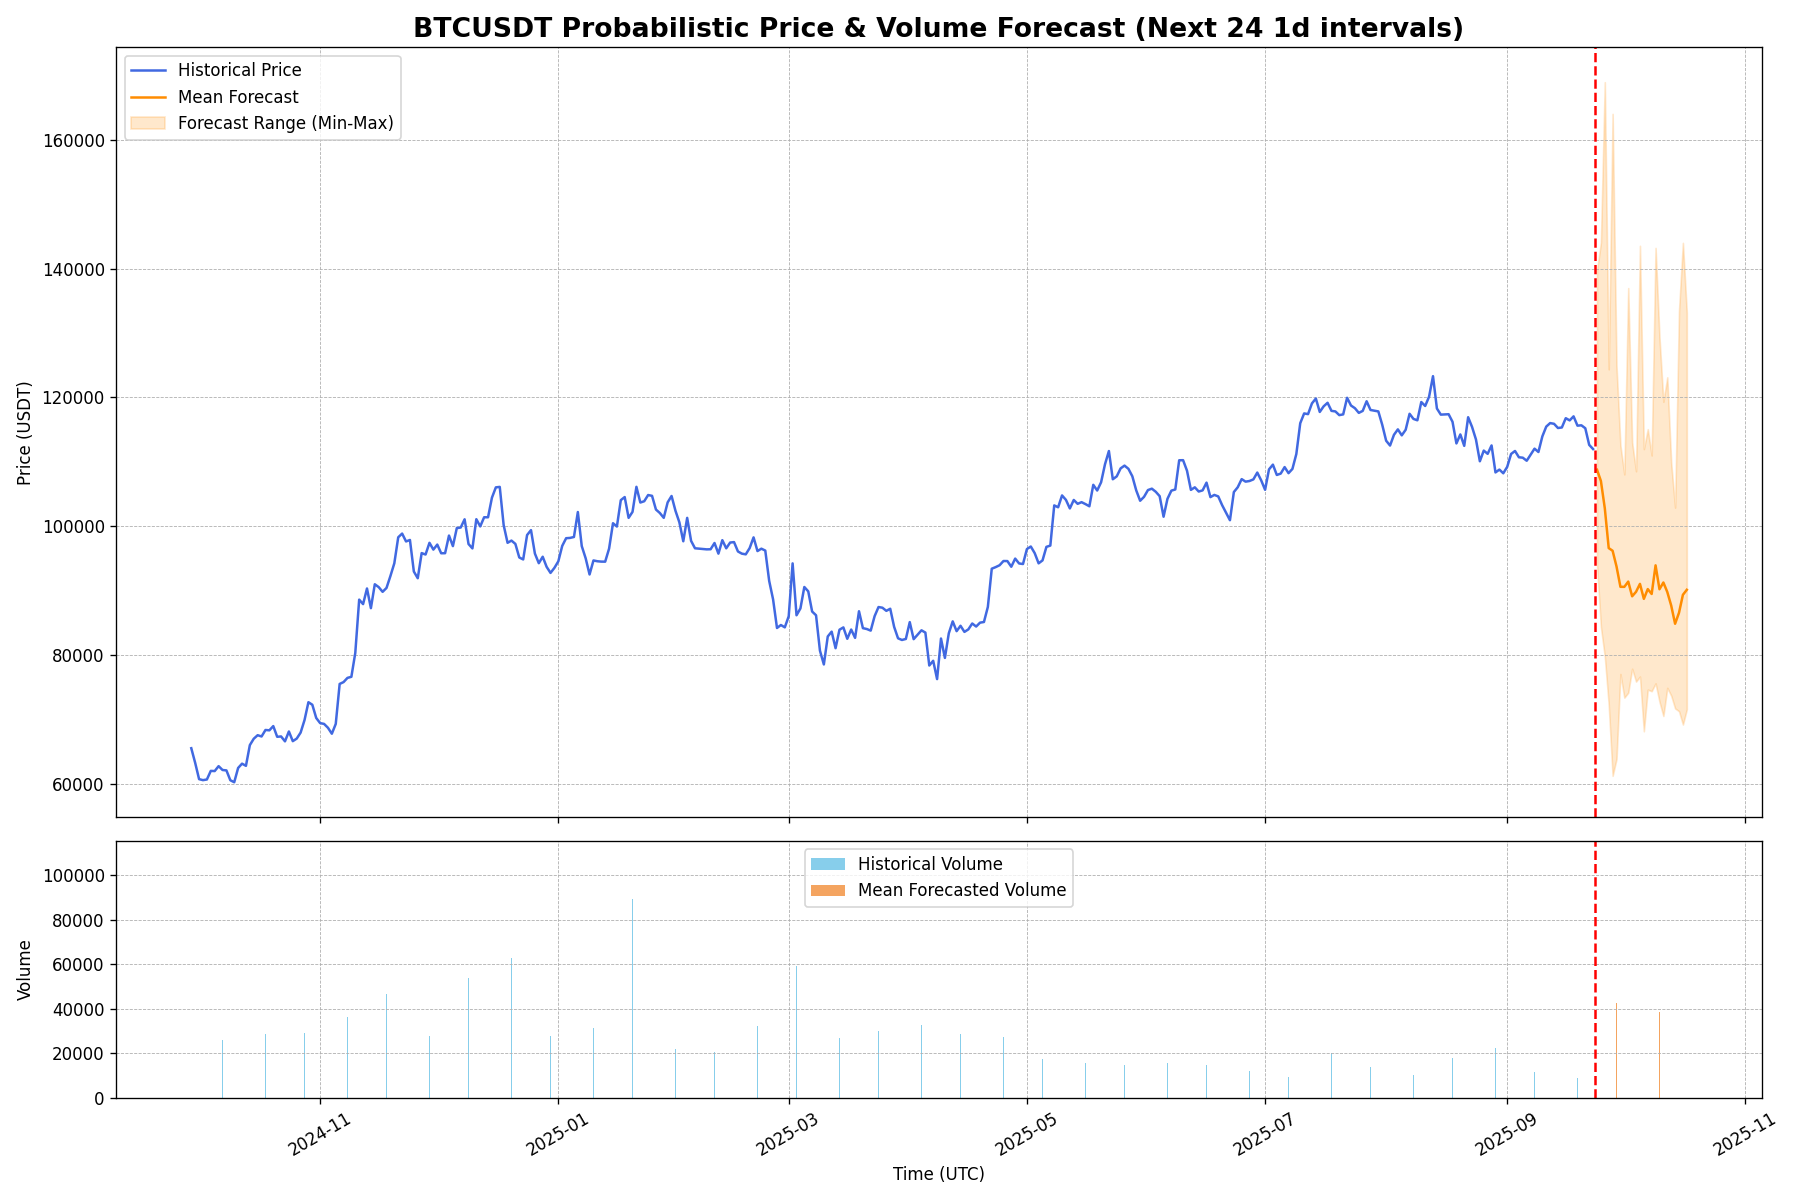 BTCUSDT Probabilistic Price & Volume Forecast (Next 24 1d intervals)
Historical Price
Mean Forecast
Forecast Range (Min-Max)
160000
140000
120000
100000
80000
60000
Price (USDT)
Historical Volume
Mean Forecasted Volume
100000
80000
60000
40000
20000
0
Volume
2024-11
2025-01
2025-03
2025-05
2025-07
2025-09
2025-11
Time (UTC)